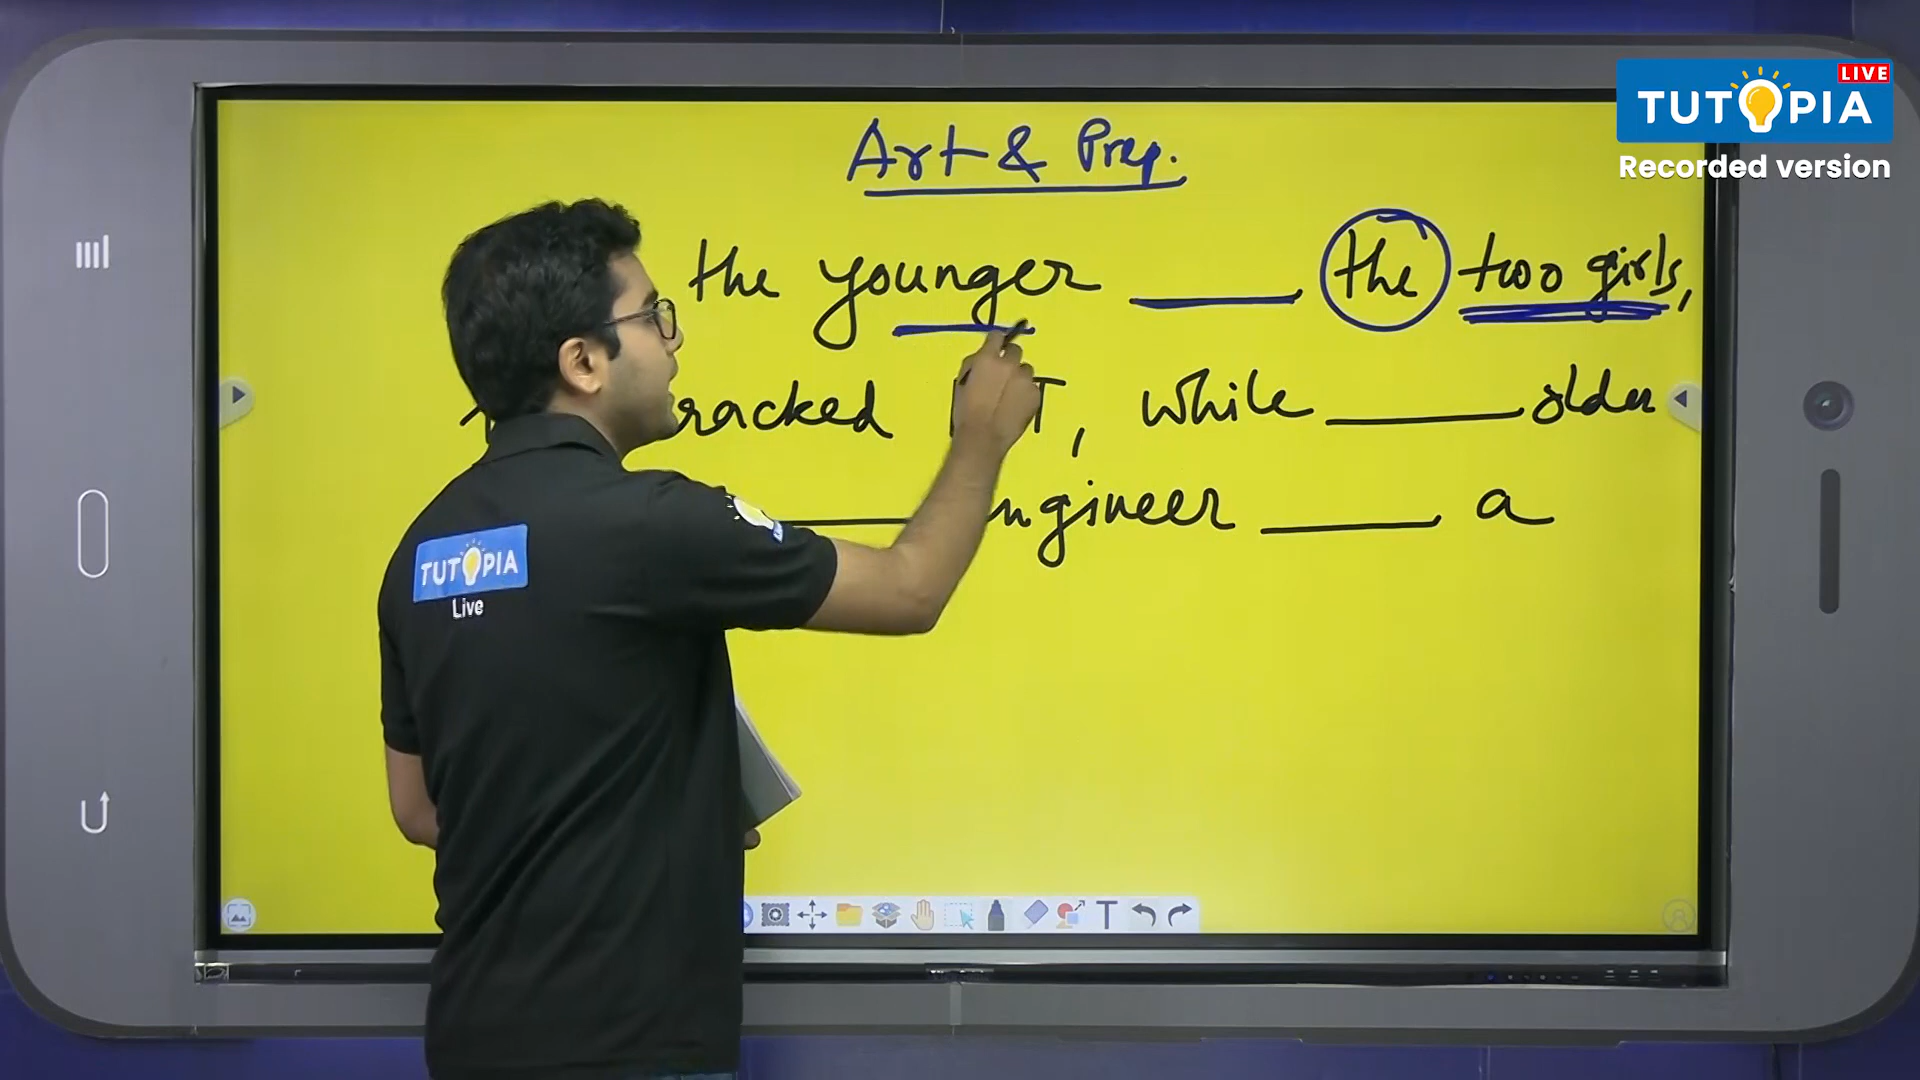 LIVE
TUTOPIA
Recorded version
Art & Prep.
the younger ____ the two girls,
racked , while ____ older
ngineer ____ a
TUTOPIA
Live